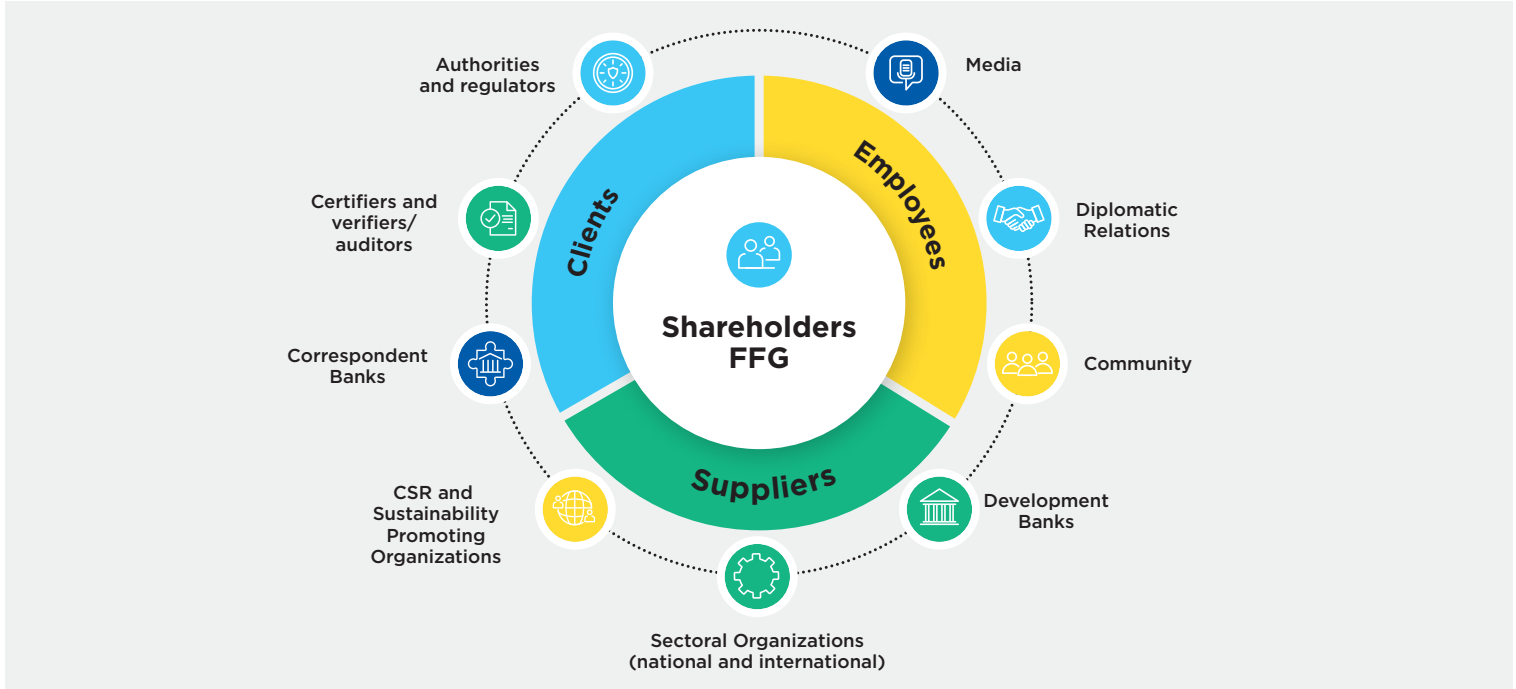 Authorities
and regulators
Media
Certifiers and
verifiers/
auditors
Diplomatic
Relations
Clients
Employees
Shareholders
FFG
Correspondent
Banks
Community
Suppliers
CSR and
Sustainability
Promoting
Organizations
Development
Banks
Sectoral Organizations
(national and international)